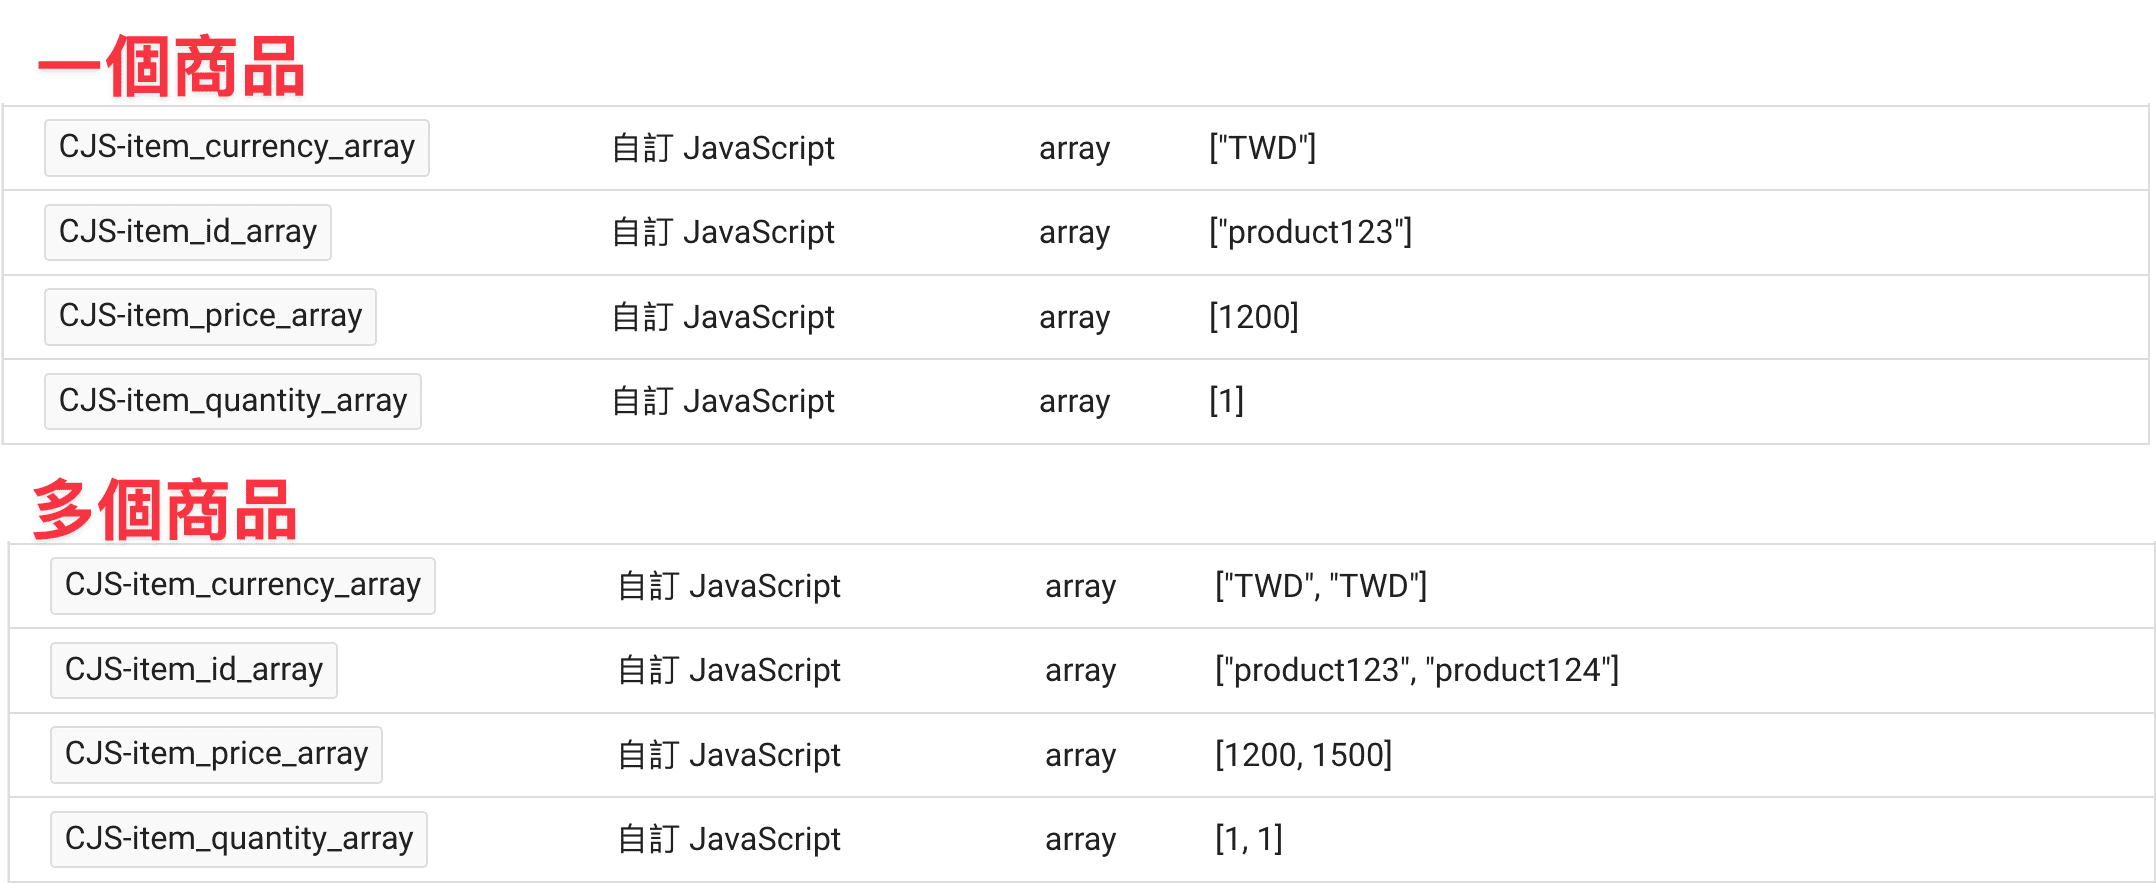 一個商品
CJS-item_currency_array 自訂 JavaScript array ["TWD"]
CJS-item_id_array 自訂 JavaScript array ["product123"]
CJS-item_price_array 自訂 JavaScript array [1200]
CJS-item_quantity_array 自訂 JavaScript array [1]
多個商品
CJS-item_currency_array 自訂 JavaScript array ["TWD", "TWD"]
CJS-item_id_array 自訂 JavaScript array ["product123", "product124"]
CJS-item_price_array 自訂 JavaScript array [1200, 1500]
CJS-item_quantity_array 自訂 JavaScript array [1, 1]